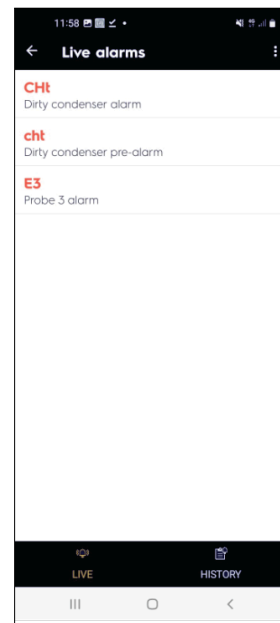 11:58
Live alarms
CHt
Dirty condenser alarm
cht
Dirty condenser pre-alarm
E3
Probe 3 alarm
LIVE
HISTORY